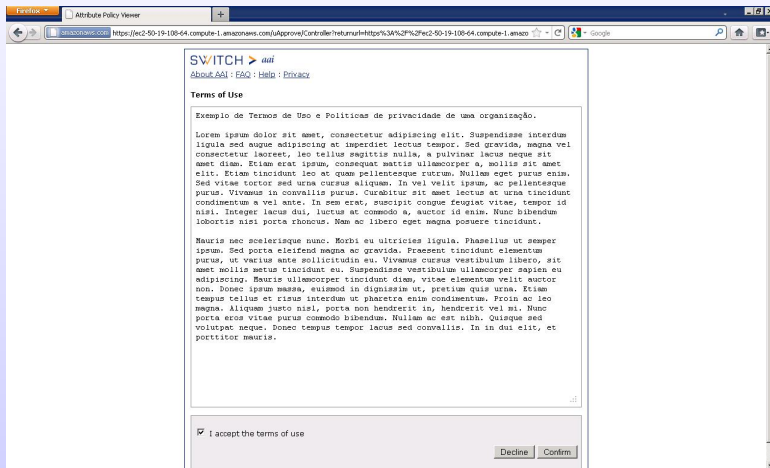 Firefox
Attribute Policy Viewer
amazonaws.com https://ec2-50-19-108-64.compute-1.amazonaws.com/uApprove/Controller?returnurl=https%3A%2F%2Fec2-50-19-108-64.compute-1.amazo
Google
SWITCH > aai
About AAI : FAQ : Help : Privacy
Terms of Use
Exemplo de Termos de Uso e Políticas de privacidade de uma organização.
Lorem ipsum dolor sit amet, consectetur adipiscing elit. Suspendisse interdum
ligula sed augue adipiscing at imperdiet lectus tempor. Sed gravida, magna vel
consectetur laoreet, leo tellus sagittis nulla, a pulvinar lacus neque sit
amet diam. Etiam erat ipsum, consequat mattis ullamcorper a, mollis sit amet
elit. Etiam tincidunt leo at quam pellentesque rutrum. Nullam eget purus enim.
Sed vitae tortor sed urna cursus aliquam. In vel velit ipsum, ac pellentesque
purus. Vivamus in convallis purus. Curabitur sit amet lectus at urna tincidunt
condimentum a vel ante. In sem erat, suscipit congue feugiat vitae, tempor id
nisi. Integer lacus dui, luctus at commodo a, auctor id enim. Nunc bibendum
lobortis nisi porta rhoncus. Nam ac libero eget magna posuere tincidunt.
Mauris nec scelerisque nunc. Morbi eu ultricies ligula. Phasellus ut semper
ipsum. Sed porta eleifend magna ac gravida. Praesent tincidunt elementum
purus, ut varius ante sollicitudin eu. Vivamus cursus vestibulum libero, sit
amet mollis metus tincidunt eu. Suspendisse vestibulum ullamcorper sapien eu
adipiscing. Mauris ullamcorper tincidunt diam, vitae elementum velit auctor
non. Donec ipsum massa, euismod in dignissim ut, pretium quis urna. Etiam
tempus tellus et risus interdum ut pharetra enim condimentum. Proin ac leo
magna. Aliquam justo nisl, porta non hendrerit in, hendrerit vel mi. Nunc
porta eros vitae purus commodo bibendum. Nullam ac est nibh. Quisque sed
volutpat neque. Donec tempus tempor lacus sed convallis. In in dui elit, et
porttitor mauris.
I accept the terms of use
Decline Confirm